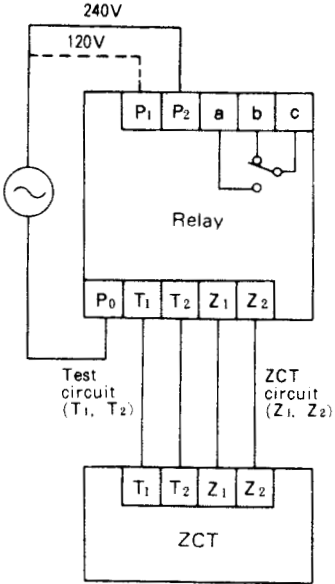 240V
120V
P₁ P₂ a b c
Relay
P₀ T₁ T₂ Z₁ Z₂
Test circuit (T₁, T₂)
ZCT circuit (Z₁, Z₂)
T₁ T₂ Z₁ Z₂
ZCT